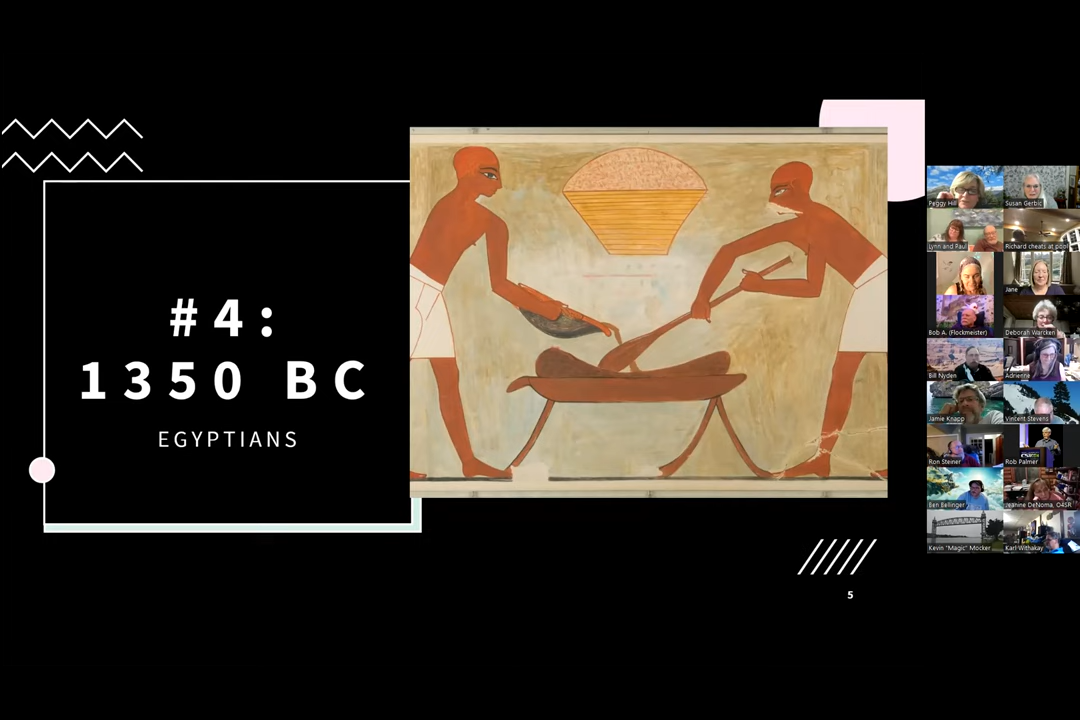 #4:
1350 BC
EGYPTIANS
5
Peggy Hill
Susan Gerbic
Lynn and Paul
Richard cheats at pool
Jane
Bob A. (Flockmeister)
Deborah Warcken
Bill Nyden
Adrienne
Jamie Knapp
Vincent Stevens
Ron Steiner
Rob Palmer
Ben Bellinger
Jeanine DeNoma, O4SR
Kevin "Magic" Mocker
Karl Withakay